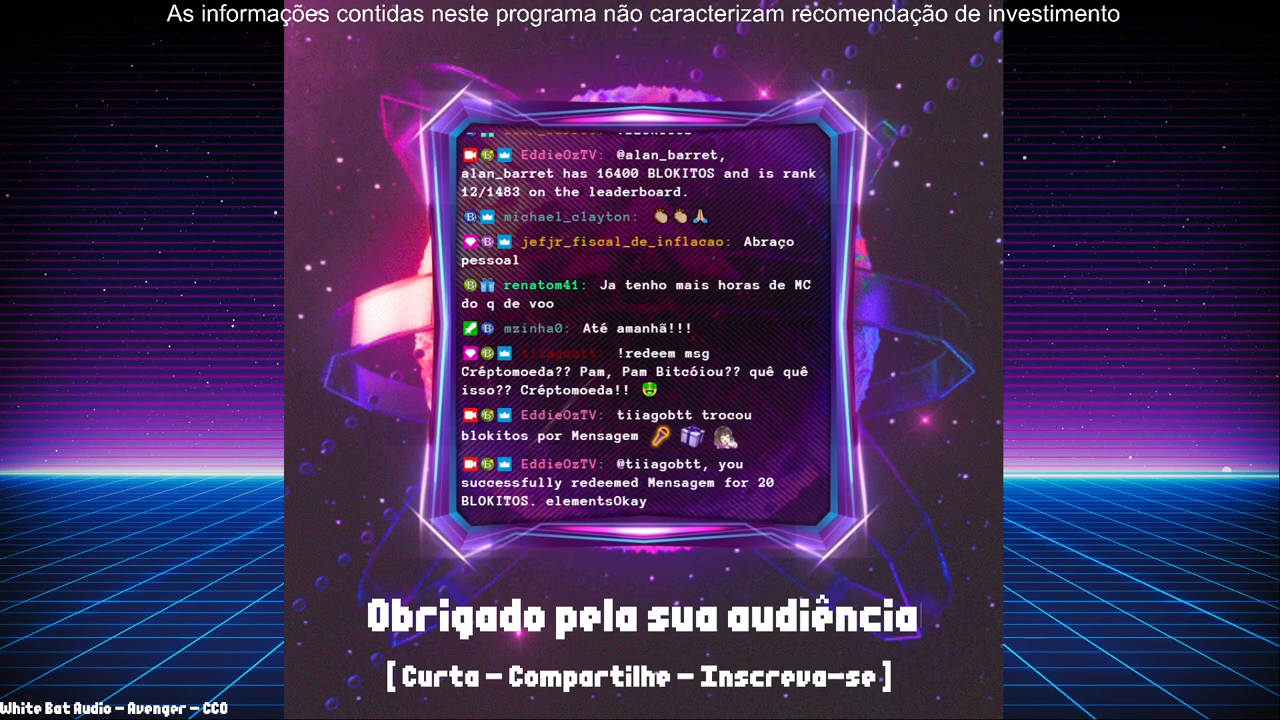 As informações contidas neste programa não caracterizam recomendação de investimento
EddieOzTV: @alan_barret,
alan_barret has 16400 BLOKITOS and is rank
12/1483 on the leaderboard.
michael_clayton:
jefjr_fiscal_de_inflacao: Abraço
pessoal
renatom41: Ja tenho mais horas de MC
do q de voo
mzinha0: Até amanhã!!!
tiiagobtt: !redeem msg
Créptomoeda?? Pam, Pam Bitcóiou?? quê quê
isso?? Créptomoeda!!
EddieOzTV: tiiagobtt trocou
blokitos por Mensagem
EddieOzTV: @tiiagobtt, you
successfully redeemed Mensagem for 20
BLOKITOS. elementsOkay
Obrigado pela sua audiência
[ Curta - Compartilhe - Inscreva-se ]
White Bat Audio - Avenger - CC0